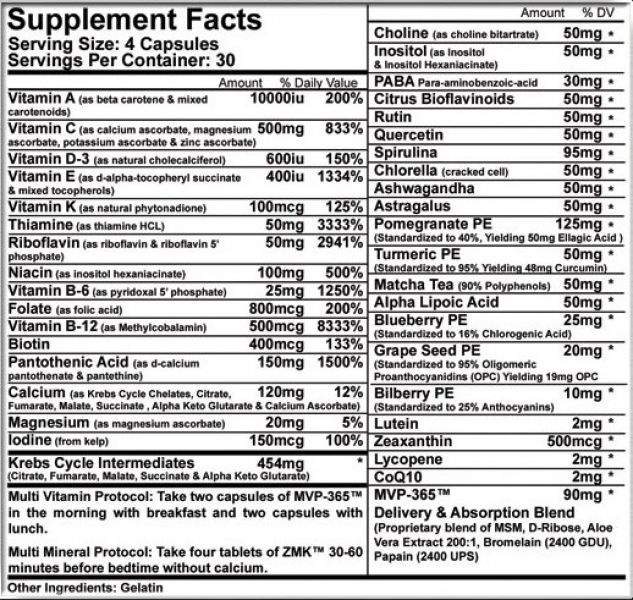 Supplement Facts
Serving Size: 4 Capsules
Servings Per Container: 30
Amount % Daily Value
Vitamin A (as beta carotene & mixed 10000iu 200%
carotenoids)
Vitamin C (as calcium ascorbate, magnesium 500mg 833%
ascorbate, potassium ascorbate & zinc ascorbate)
Vitamin D-3 (as natural cholecalciferol) 600iu 150%
Vitamin E (as d-alpha-tocopheryl succinate 400iu 1334%
& mixed tocopherols)
Vitamin K (as natural phytonadione) 100mcg 125%
Thiamine (as thiamine HCL) 50mg 3333%
Riboflavin (as riboflavin & riboflavin 5' 50mg 2941%
phosphate)
Niacin (as inositol hexaniacinate) 100mg 500%
Vitamin B-6 (as pyridoxal 5' phosphate) 25mg 1250%
Folate (as folic acid) 800mcg 200%
Vitamin B-12 (as Methylcobalamin) 500mcg 8333%
Biotin 400mcg 133%
Pantothenic Acid (as d-calcium 150mg 1500%
pantothenate & pantethine)
Calcium (as Krebs Cycle Chelates, Citrate, 120mg 12%
Fumarate, Malate, Succinate , Alpha Keto Glutarate & Calcium Ascorbate)
Magnesium (as magnesium ascorbate) 20mg 5%
Iodine (from kelp) 150mcg 100%
Krebs Cycle Intermediates 454mg *
(Citrate, Fumarate, Malate, Succinate & Alpha Keto Glutarate)
Multi Vitamin Protocol: Take two capsules of MVP-365™
in the morning with breakfast and two capsules with
lunch.
Multi Mineral Protocol: Take four tablets of ZMK™ 30-60
minutes before bedtime without calcium.
Other Ingredients: Gelatin
Amount % DV
Choline (as choline bitartrate) 50mg *
Inositol (as Inositol 50mg *
& Inositol Hexaniacinate)
PABA Para-aminobenzoic-acid 30mg *
Citrus Bioflavinoids 50mg *
Rutin 50mg *
Quercetin 50mg *
Spirulina 95mg *
Chlorella (cracked cell) 50mg *
Ashwagandha 50mg *
Astragalus 50mg *
Pomegranate PE 125mg *
(Standardized to 40%, Yielding 50mg Ellagic Acid )
Turmeric PE 50mg *
(Standardized to 95% Yielding 48mg Curcumin)
Matcha Tea (90% Polyphenols) 50mg *
Alpha Lipoic Acid 50mg *
Blueberry PE 25mg *
(Standardized to 16% Chlorogenic Acid)
Grape Seed PE 20mg *
(Standardized to 95% Oligomeric
Proanthocyanidins (OPC) Yielding 19mg OPC
Bilberry PE 10mg *
(Standardized to 25% Anthocyanins)
Lutein 2mg *
Zeaxanthin 500mcg *
Lycopene 2mg *
CoQ10 2mg *
MVP-365™ 90mg *
Delivery & Absorption Blend
(Proprietary blend of MSM, D-Ribose, Aloe
Vera Extract 200:1, Bromelain (2400 GDU),
Papain (2400 UPS)